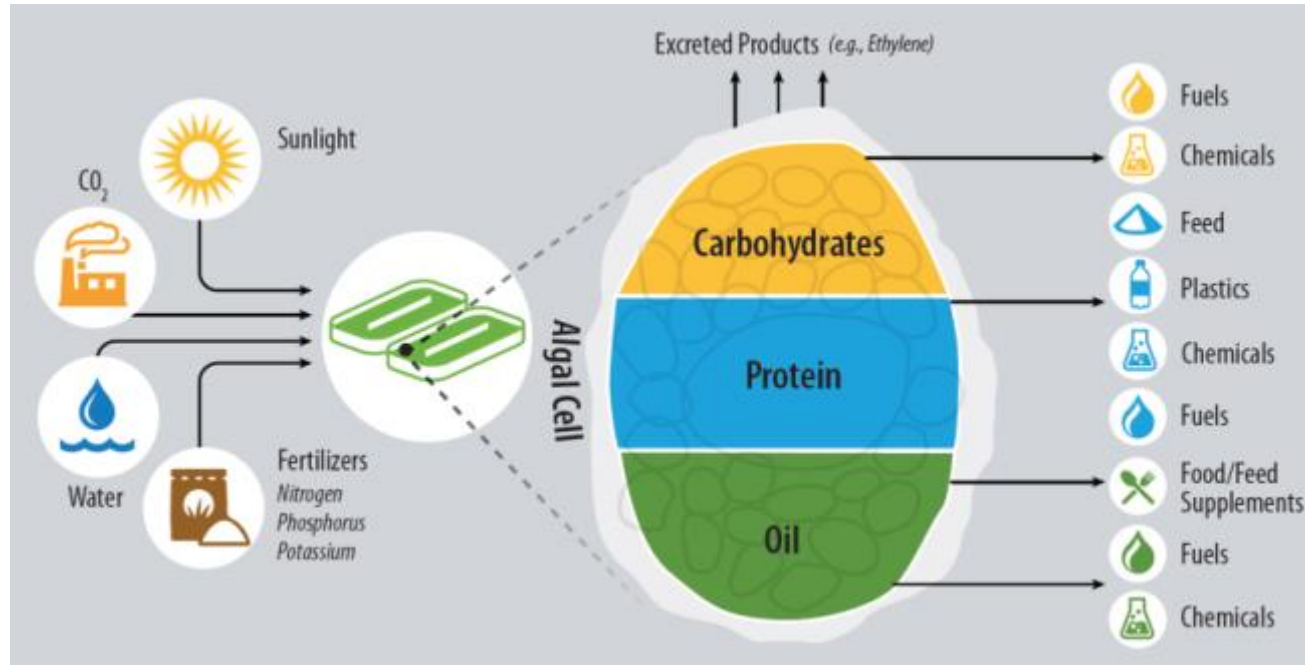 Excreted Products (e.g., Ethylene)
Sunlight
CO₂
Water
Fertilizers
Nitrogen
Phosphorus
Potassium
Algal Cell
Carbohydrates
Protein
Oil
Fuels
Chemicals
Feed
Plastics
Chemicals
Fuels
Food/Feed
Supplements
Fuels
Chemicals